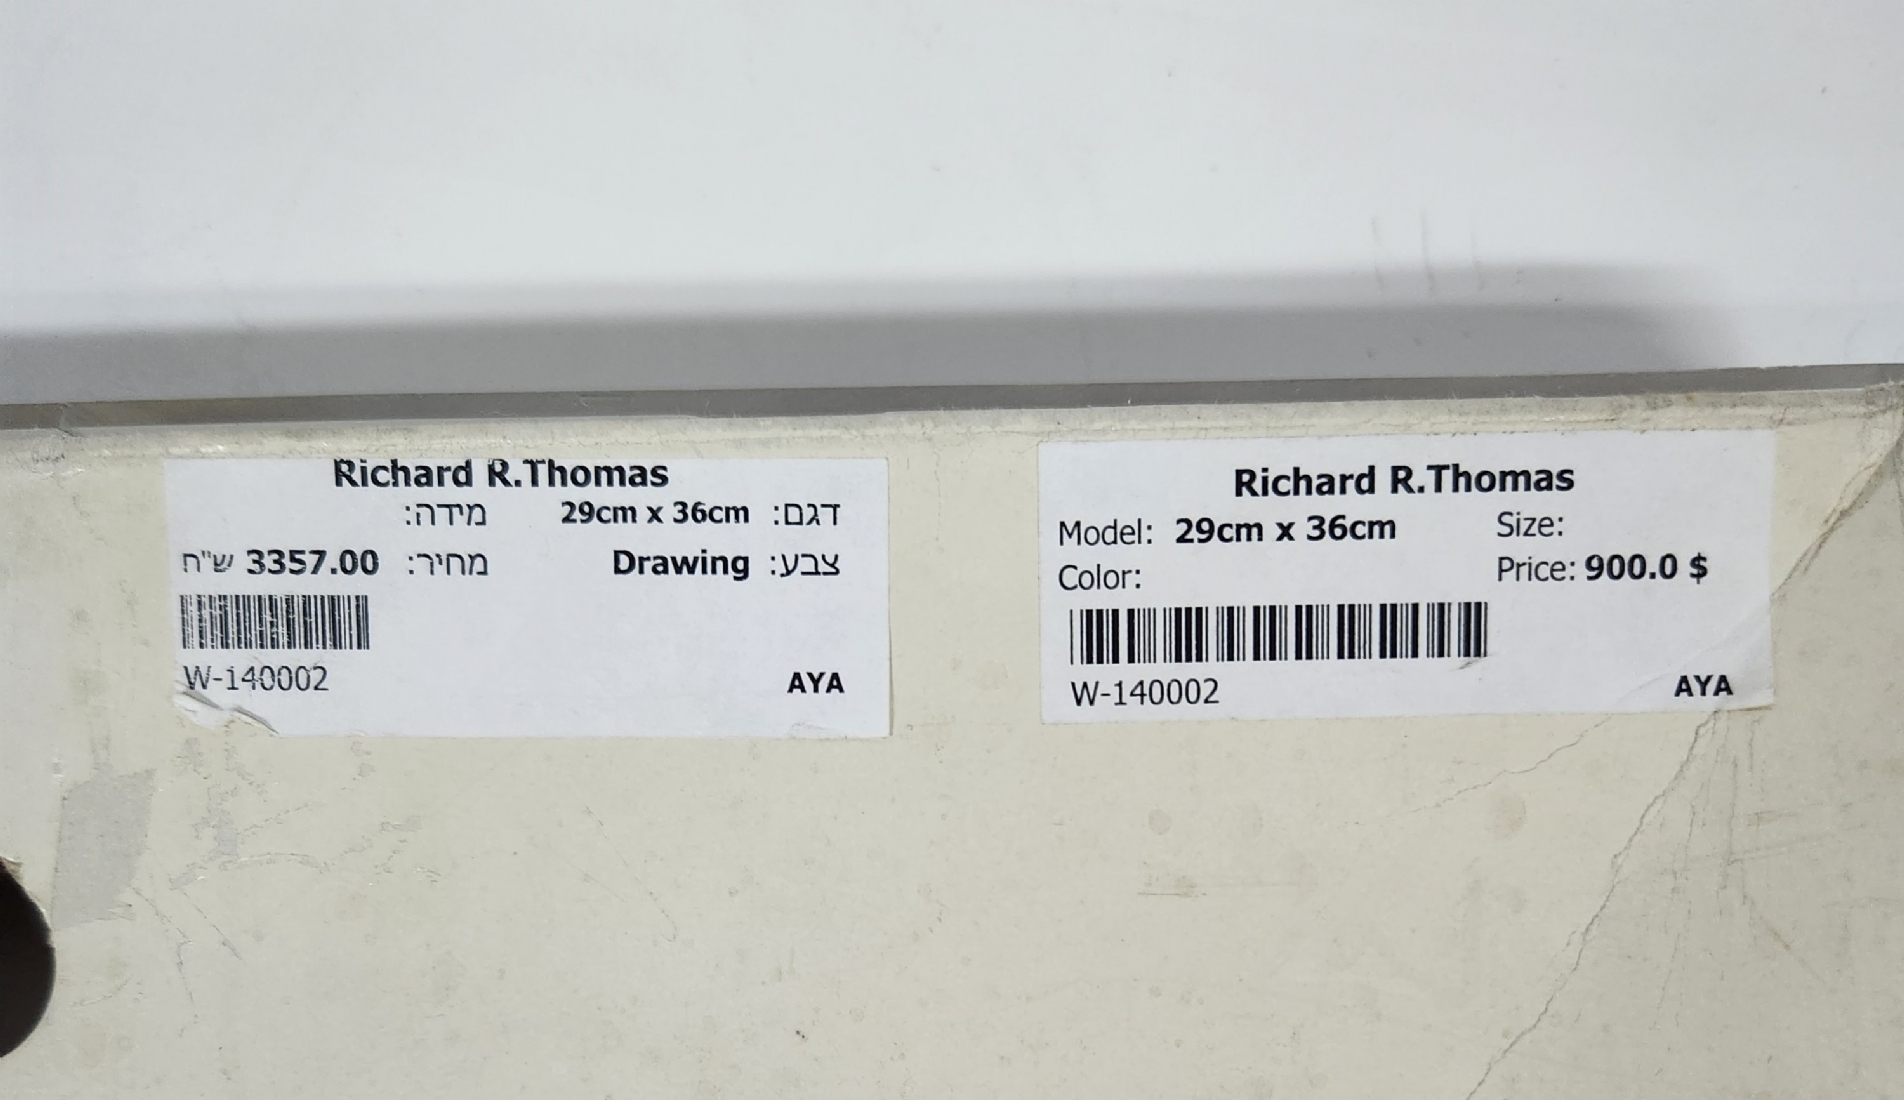 Richard R.Thomas
דגם: 29cm x 36cm מידה:
צבע: Drawing מחיר: 3357.00 ש"ח
W-140002
AYA
Richard R.Thomas
Model: 29cm x 36cm Size:
Color: Price: 900.0 $
W-140002
AYA